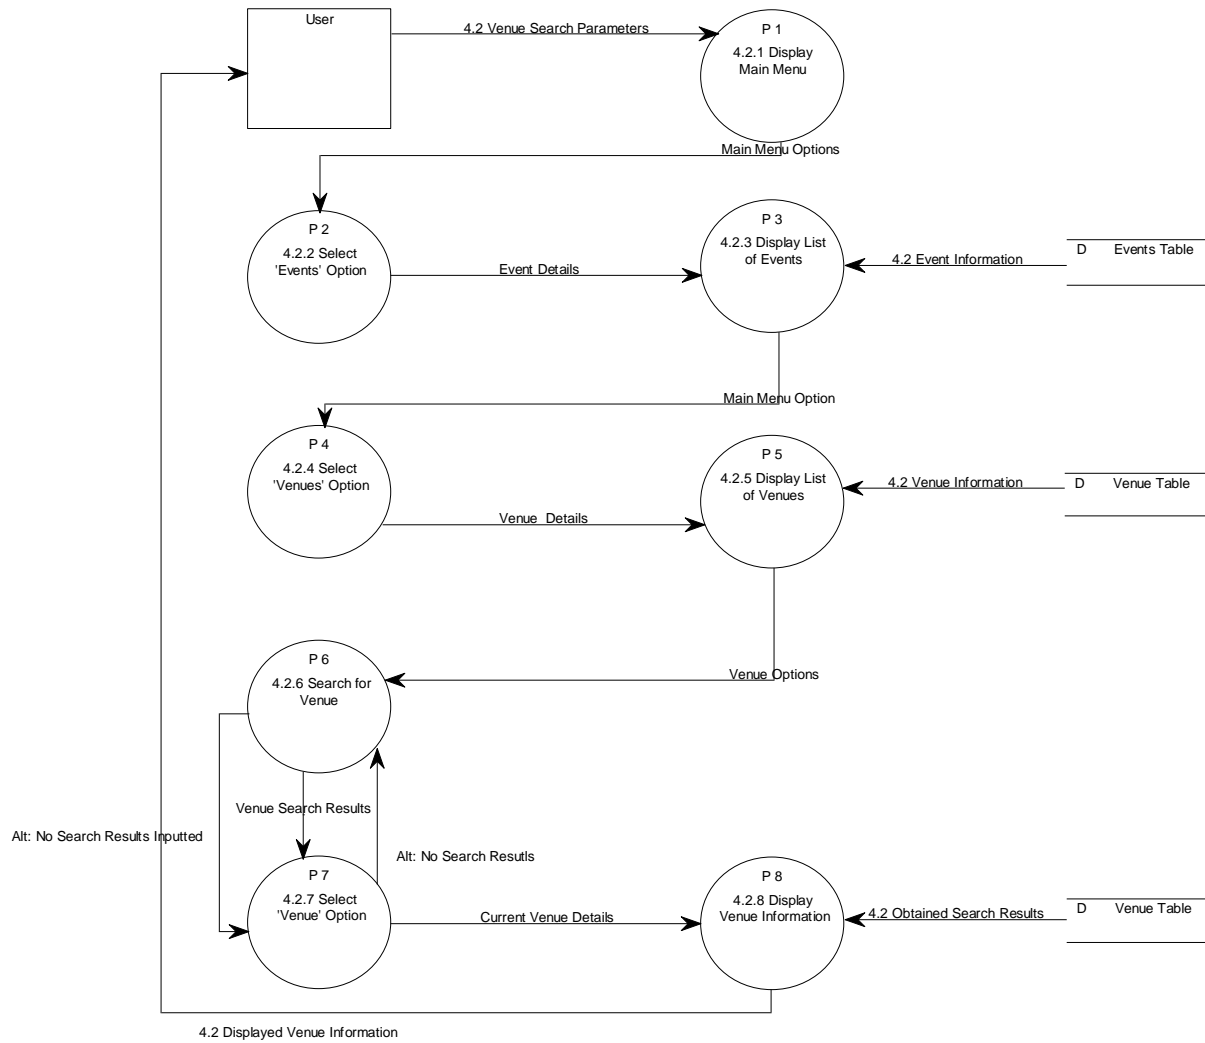 User
4.2 Venue Search Parameters
P 1
4.2.1 Display
Main Menu
Main Menu Options
P 2
4.2.2 Select
'Events' Option
Event Details
P 3
4.2.3 Display List
of Events
4.2 Event Information
D Events Table
Main Menu Option
P 4
4.2.4 Select
'Venues' Option
Venue Details
P 5
4.2.5 Display List
of Venues
4.2 Venue Information
D Venue Table
Venue Options
P 6
4.2.6 Search for
Venue
Venue Search Results
Alt: No Search Results Inputted
Alt: No Search Resutls
P 7
4.2.7 Select
'Venue' Option
Current Venue Details
P 8
4.2.8 Display
Venue Information
4.2 Obtained Search Results
D Venue Table
4.2 Displayed Venue Information